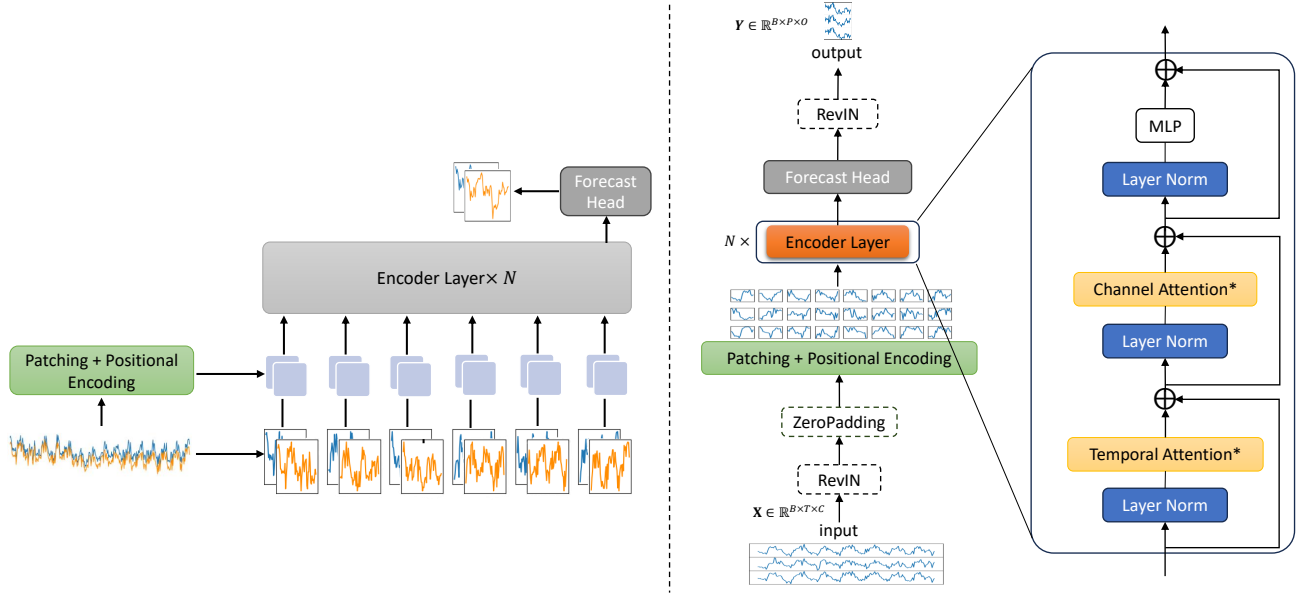 Forecast
Head
Encoder Layer× N
Patching + Positional
Encoding
Y ∈ ℝ^{B×P×O}
output
RevIN
Forecast Head
N ×
Encoder Layer
Patching + Positional Encoding
ZeroPadding
RevIN
X ∈ ℝ^{B×T×C}
input
MLP
Layer Norm
Channel Attention*
Layer Norm
Temporal Attention*
Layer Norm